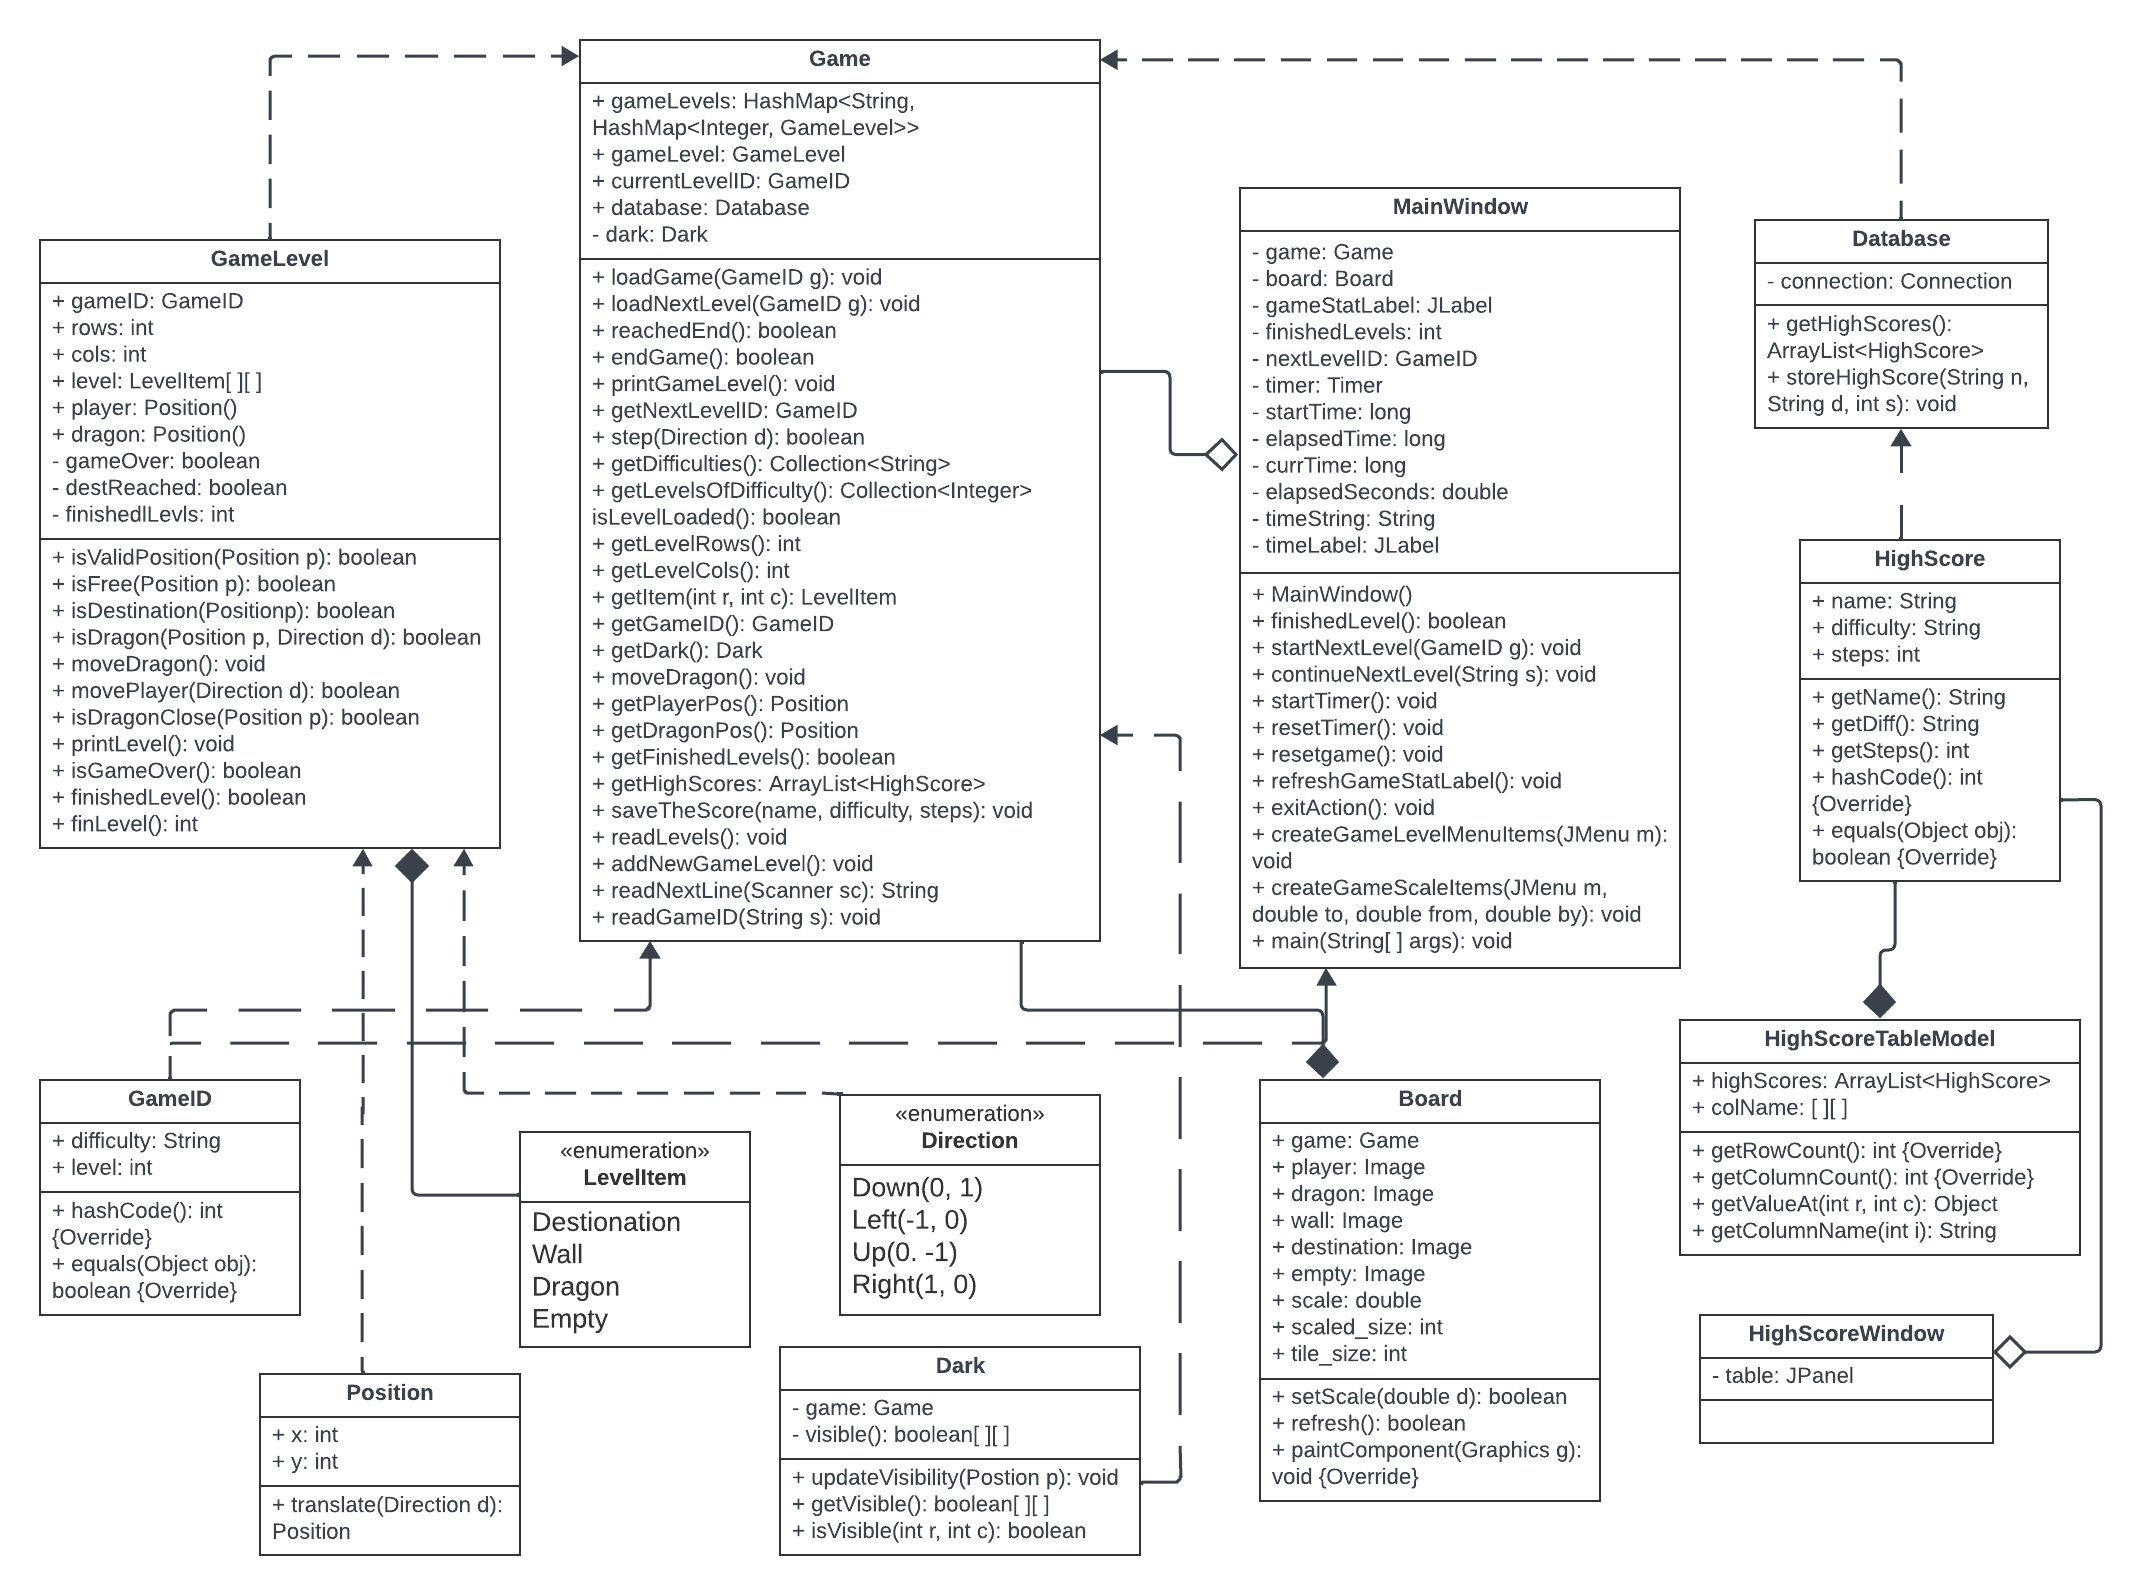 Game
+ gameLevels: HashMap<String,
HashMap<Integer, GameLevel>>
+ gameLevel: GameLevel
+ currentLevelID: GameID
+ database: Database
- dark: Dark
+ loadGame(GameID g): void
+ loadNextLevel(GameID g): void
+ reachedEnd(): boolean
+ endGame(): boolean
+ printGameLevel(): void
+ getNextLevelID: GameID
+ step(Direction d): boolean
+ getDifficulties(): Collection<String>
+ getLevelsOfDifficulty(): Collection<Integer>
isLevelLoaded(): boolean
+ getLevelRows(): int
+ getLevelCols(): int
+ getItem(int r, int c): LevelItem
+ getGameID(): GameID
+ getDark(): Dark
+ moveDragon(): void
+ getPlayerPos(): Position
+ getDragonPos(): Position
+ getFinishedLevels(): boolean
+ getHighScores: ArrayList<HighScore>
+ saveTheScore(name, difficulty, steps): void
+ readLevels(): void
+ addNewGameLevel(): void
+ readNextLine(Scanner sc): String
+ readGameID(String s): void
GameLevel
+ gameID: GameID
+ rows: int
+ cols: int
+ level: LevelItem[ ][ ]
+ player: Position()
+ dragon: Position()
- gameOver: boolean
- destReached: boolean
- finishedlLevls: int
+ isValidPosition(Position p): boolean
+ isFree(Position p): boolean
+ isDestination(Positionp): boolean
+ isDragon(Position p, Direction d): boolean
+ moveDragon(): void
+ movePlayer(Direction d): boolean
+ isDragonClose(Position p): boolean
+ printLevel(): void
+ isGameOver(): boolean
+ finishedLevel(): boolean
+ finLevel(): int
MainWindow
- game: Game
- board: Board
- gameStatLabel: JLabel
- finishedLevels: int
- nextLevelID: GameID
- timer: Timer
- startTime: long
- elapsedTime: long
- currTime: long
- elapsedSeconds: double
- timeString: String
- timeLabel: JLabel
+ MainWindow()
+ finishedLevel(): boolean
+ startNextLevel(GameID g): void
+ continueNextLevel(String s): void
+ startTimer(): void
+ resetTimer(): void
+ resetgame(): void
+ refreshGameStatLabel(): void
+ exitAction(): void
+ createGameLevelMenuItems(JMenu m):
void
+ createGameScaleItems(JMenu m,
double to, double from, double by): void
+ main(String[ ] args): void
Database
- connection: Connection
+ getHighScores():
ArrayList<HighScore>
+ storeHighScore(String n,
String d, int s): void
HighScore
+ name: String
+ difficulty: String
+ steps: int
+ getName(): String
+ getDiff(): String
+ getSteps(): int
+ hashCode(): int
{Override}
+ equals(Object obj):
boolean {Override}
HighScoreTableModel
+ highScores: ArrayList<HighScore>
+ colName: [ ][ ]
+ getRowCount(): int {Override}
+ getColumnCount(): int {Override}
+ getValueAt(int r, int c): Object
+ getColumnName(int i): String
HighScoreWindow
- table: JPanel
GameID
+ difficulty: String
+ level: int
+ hashCode(): int
{Override}
+ equals(Object obj):
boolean {Override}
«enumeration»
LevelItem
Destionation
Wall
Dragon
Empty
«enumeration»
Direction
Down(0, 1)
Left(-1, 0)
Up(0. -1)
Right(1, 0)
Board
+ game: Game
+ player: Image
+ dragon: Image
+ wall: Image
+ destination: Image
+ empty: Image
+ scale: double
+ scaled_size: int
+ tile_size: int
+ setScale(double d): boolean
+ refresh(): boolean
+ paintComponent(Graphics g):
void {Override}
Position
+ x: int
+ y: int
+ translate(Direction d):
Position
Dark
- game: Game
- visible(): boolean[ ][ ]
+ updateVisibility(Postion p): void
+ getVisible(): boolean[ ][ ]
+ isVisible(int r, int c): boolean